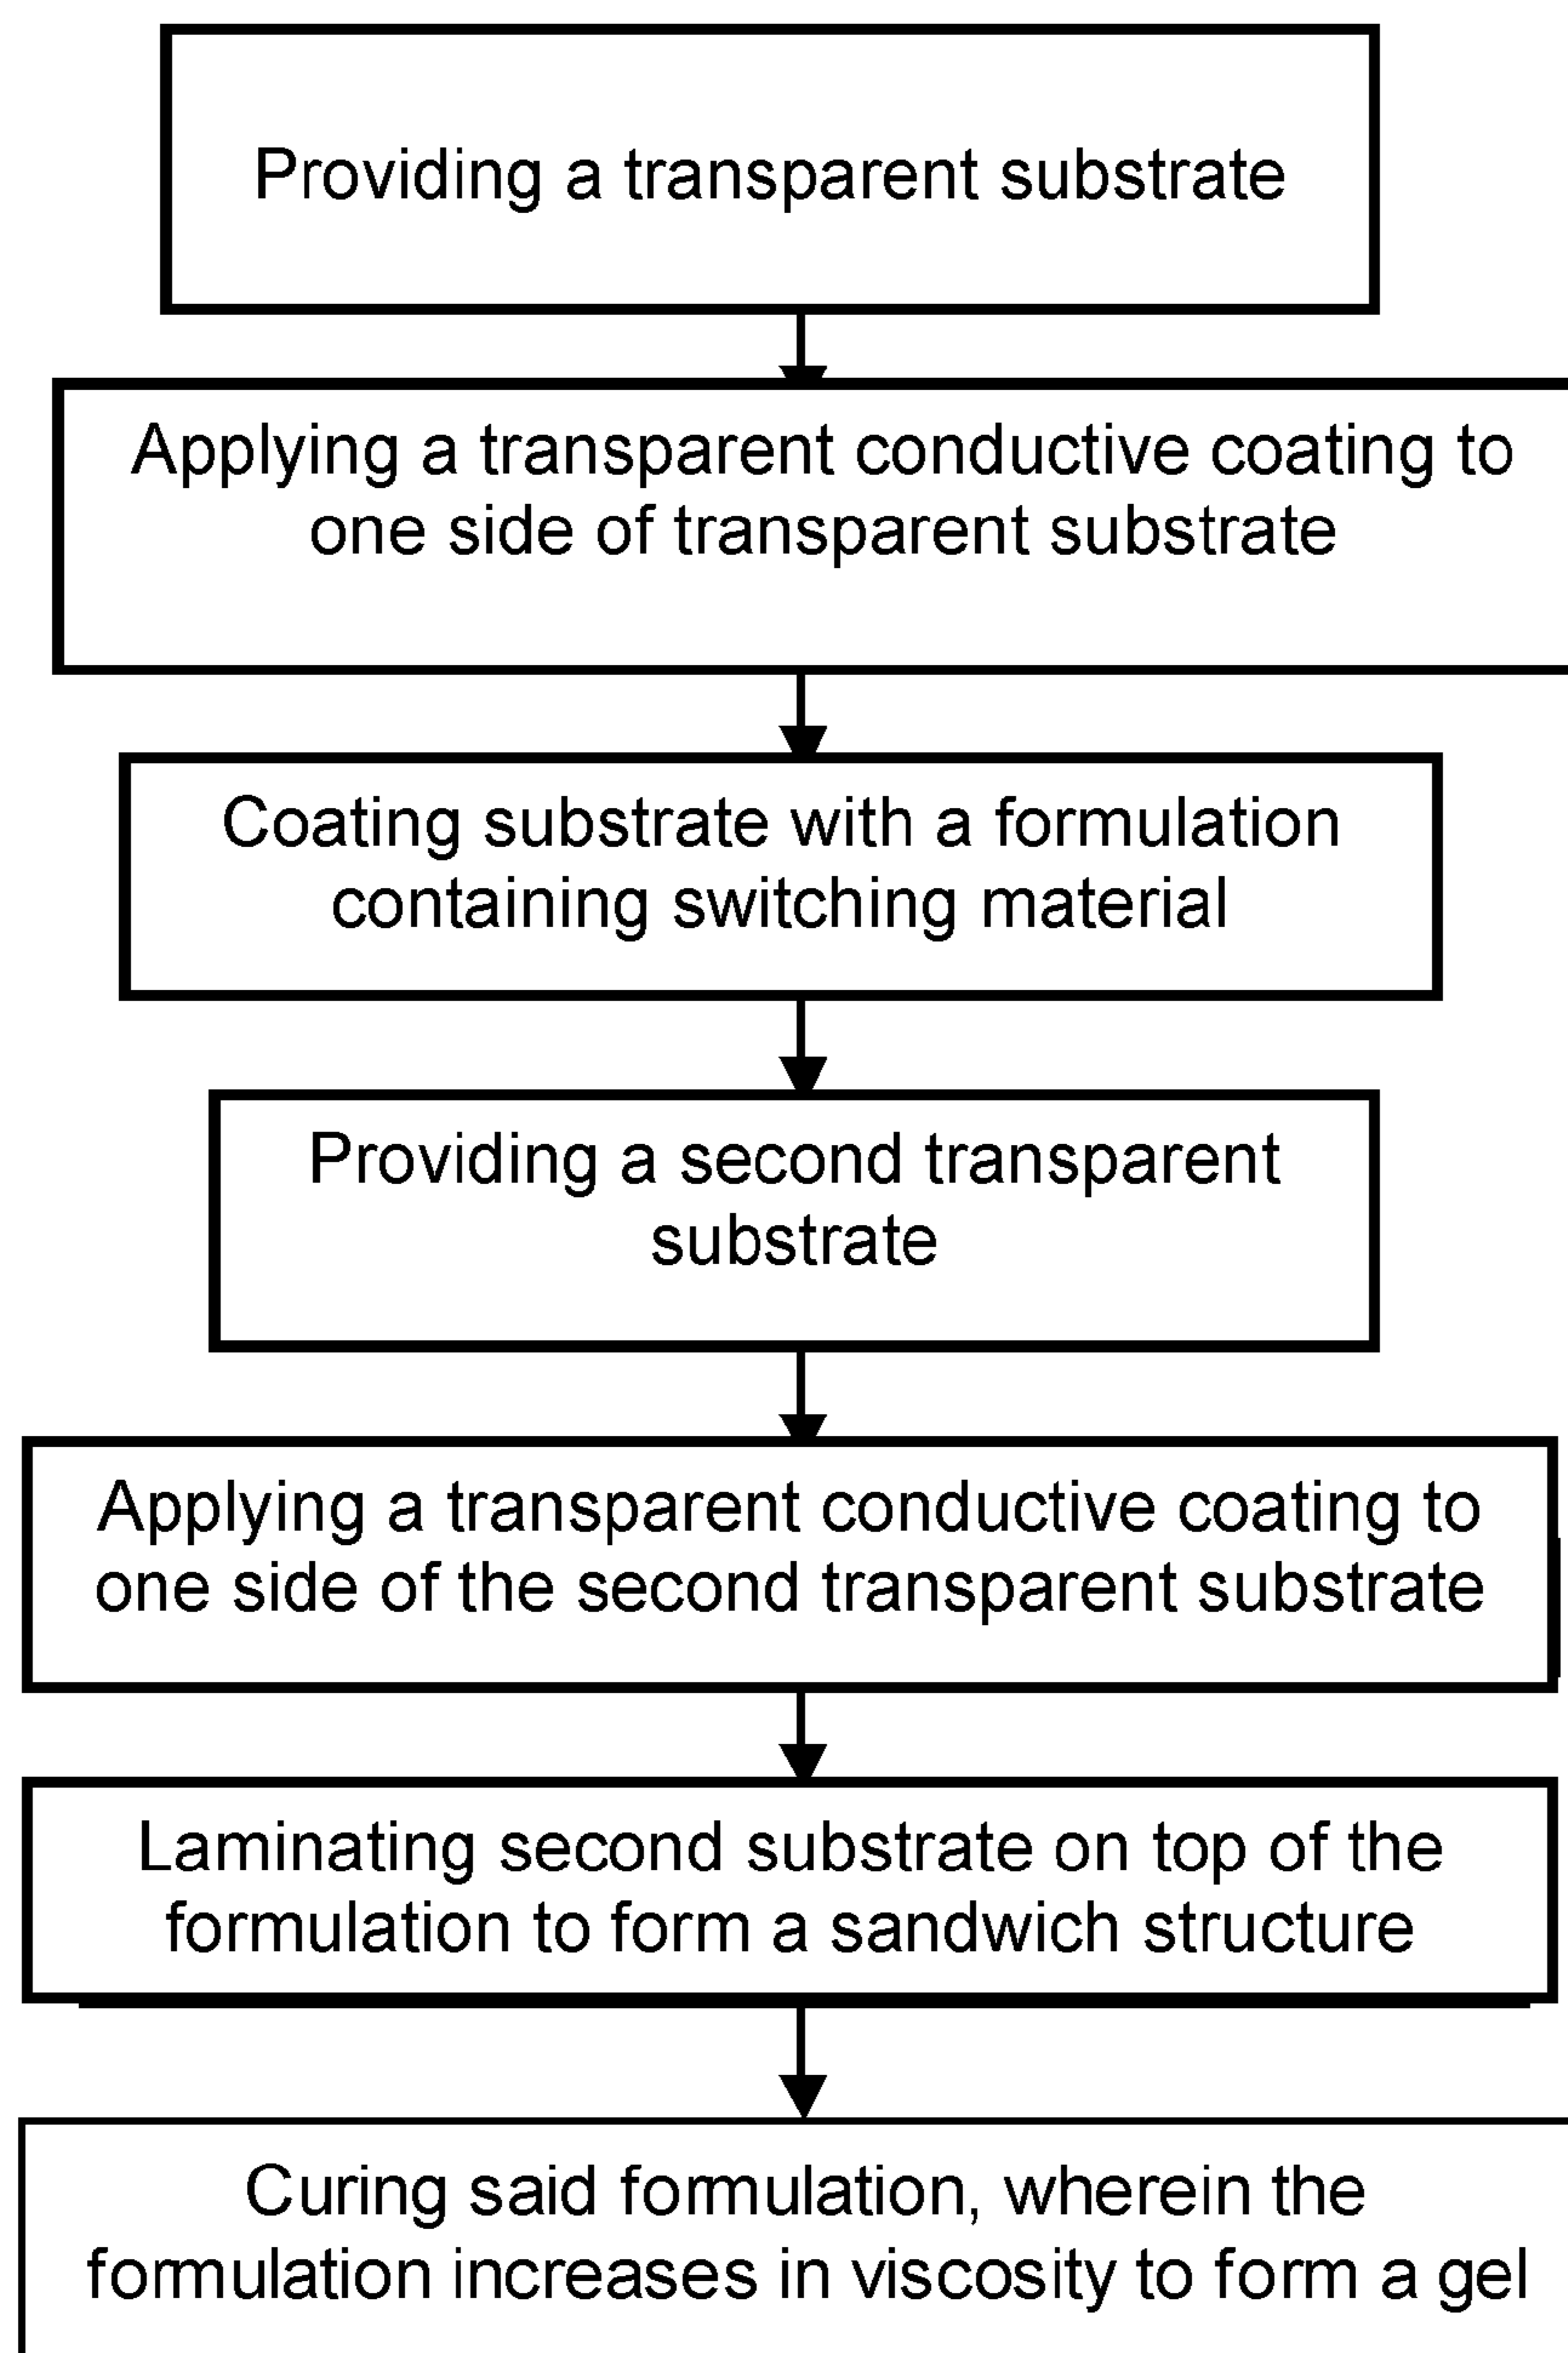 Providing a transparent substrate
Applying a transparent conductive coating to
one side of transparent substrate
Coating substrate with a formulation
containing switching material
Providing a second transparent
substrate
Applying a transparent conductive coating to
one side of the second transparent substrate
Laminating second substrate on top of the
formulation to form a sandwich structure
Curing said formulation, wherein the
formulation increases in viscosity to form a gel